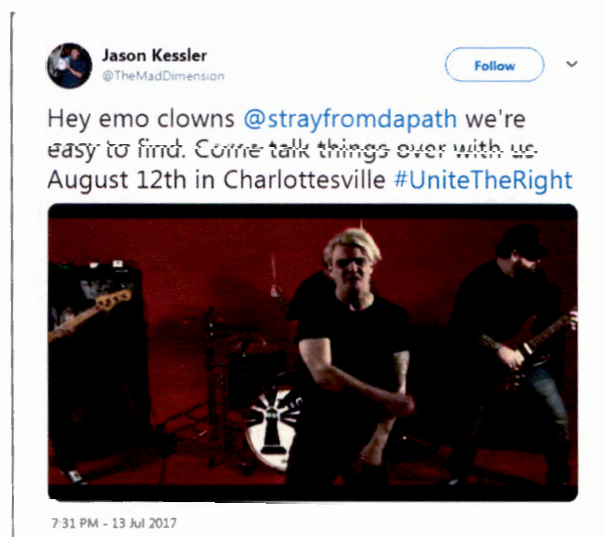 Jason Kessler
@TheMadDimension
Follow
Hey emo clowns @strayfromdapath we're
easy to find. Come talk things over with us
August 12th in Charlottesville #UniteTheRight
7:31 PM - 13 Jul 2017